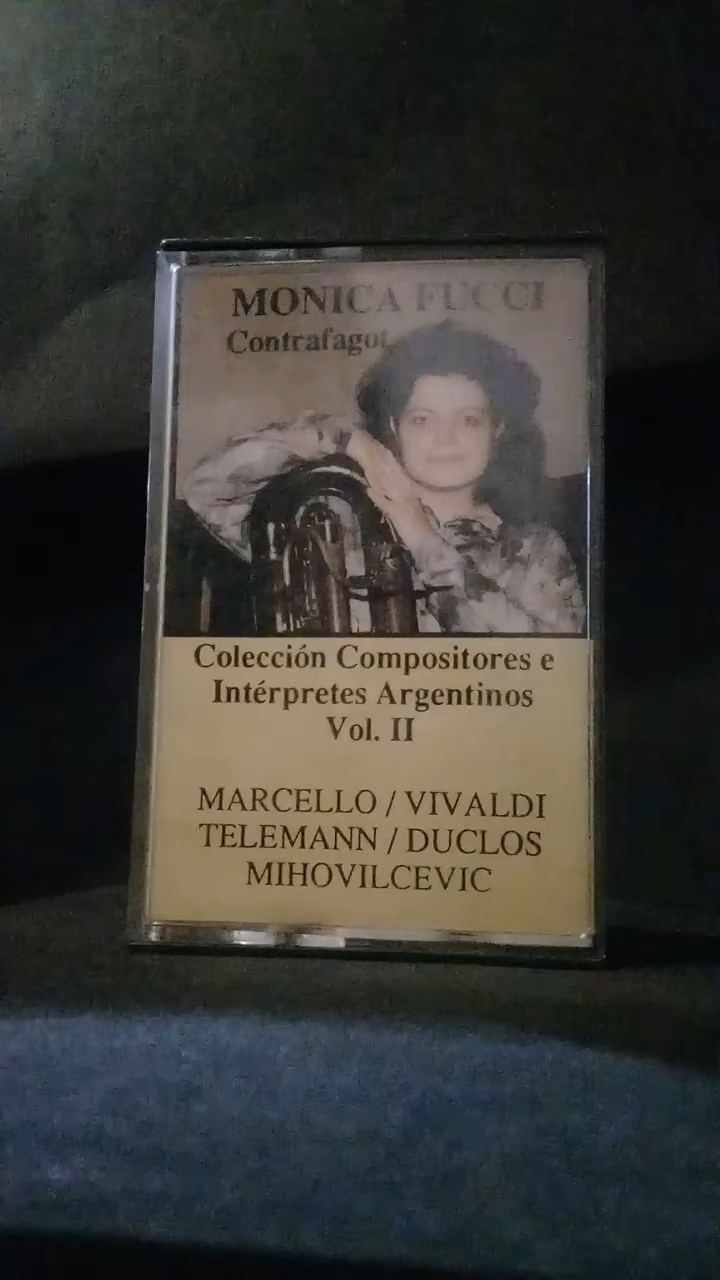 MONICA FUCCI
Contrafagot
Colección Compositores e
Intérpretes Argentinos
Vol. II
MARCELLO / VIVALDI
TELEMANN / DUCLOS
MIHOVILCEVIC